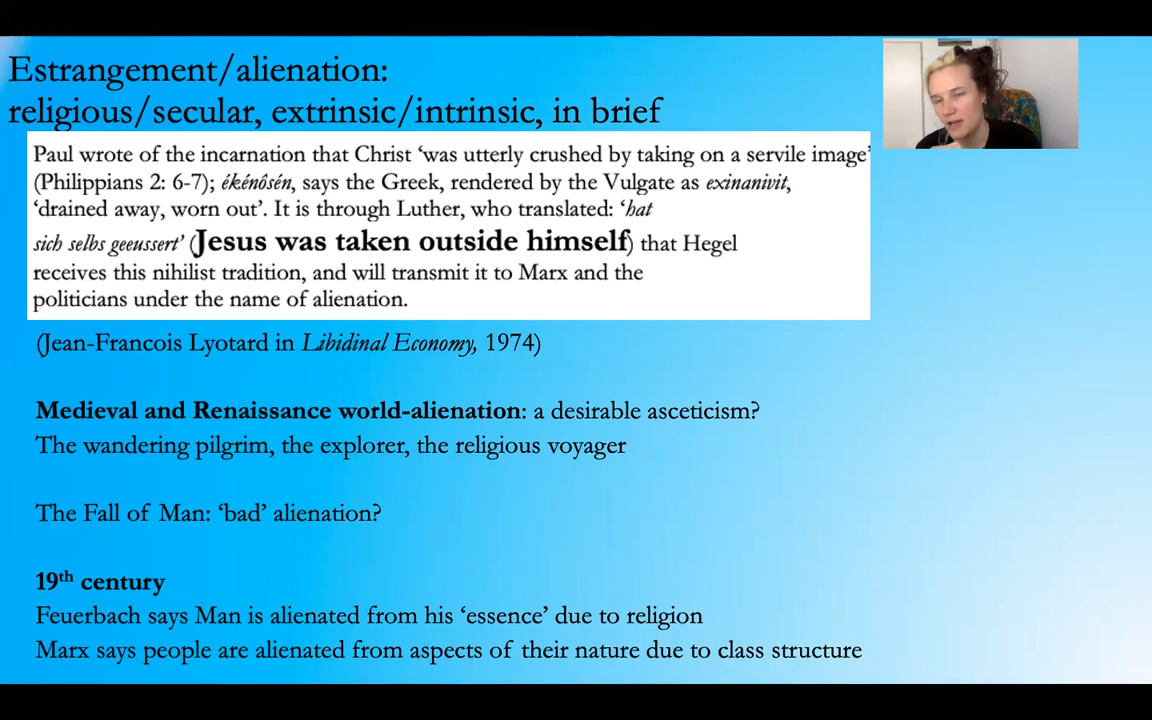 Estrangement/alienation:
religious/secular, extrinsic/intrinsic, in brief
Paul wrote of the incarnation that Christ ‘was utterly crushed by taking on a servile image’
(Philippians 2: 6-7); ékénôsén, says the Greek, rendered by the Vulgate as exinanivit,
‘drained away, worn out’. It is through Luther, who translated: ‘hat
sich selbs geeussert’ (Jesus was taken outside himself) that Hegel
receives this nihilist tradition, and will transmit it to Marx and the
politicians under the name of alienation.
(Jean-Francois Lyotard in Libidinal Economy, 1974)
Medieval and Renaissance world-alienation: a desirable asceticism?
The wandering pilgrim, the explorer, the religious voyager
The Fall of Man: ‘bad’ alienation?
19th century
Feuerbach says Man is alienated from his ‘essence’ due to religion
Marx says people are alienated from aspects of their nature due to class structure